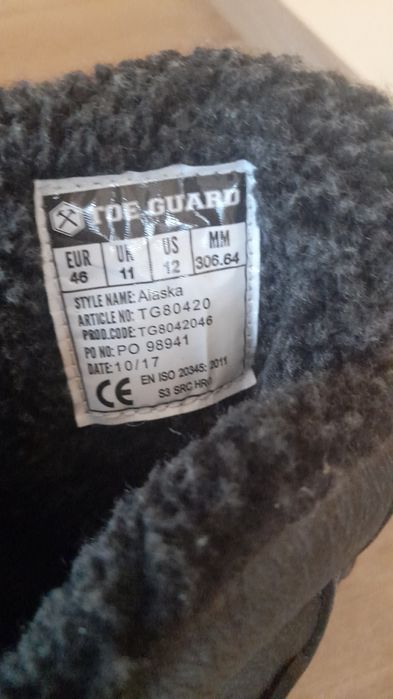 TOE GUARD
EUR UK US MM
46 11 12 306.64
STYLE NAME: Alaska
ARTICLE NO: TG80420
PROD.CODE: TG8042046
PO NO: PO 98941
DATE: 10/17
CE EN ISO 20345: 2011
S3 SRC HRO